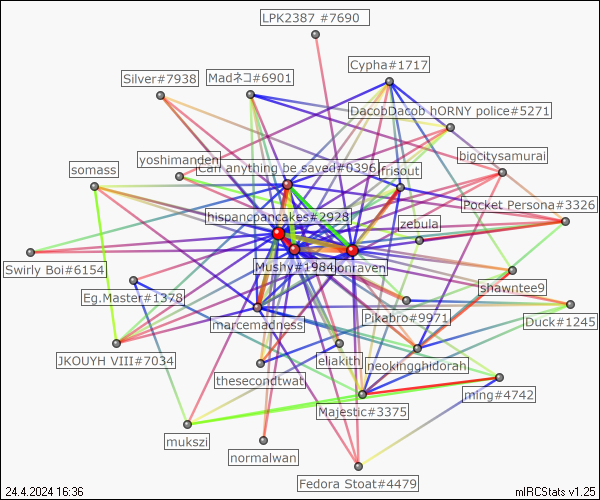 LPK2387 #7690
Cypha#1717
Silver#7938
Madネコ#6901
DacobDacob hORNY police#5271
bigcitysamurai
yoshimanden
Can anything be saved#0396
frisout
somass
Pocket Persona#3326
hispanicpancakes#2928
zebula
Swirly Boi#6154
Mushy#1984
onraven
shawntee9
Eg.Master#1378
Pikabro#9971
Duck#1245
marcemadness
JKOUYH VIII#7034
eliakith
neokingghidorah
thesecondtwat
Majestic#3375
ming#4742
mukszi
normalwan
Fedora Stoat#4479
24.4.2024 16:36
mIRCStats v1.25